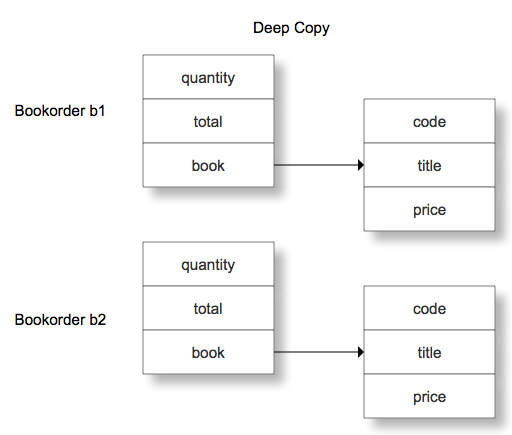 Deep Copy
Bookorder b1
quantity
total
book
code
title
price
Bookorder b2
quantity
total
book
code
title
price